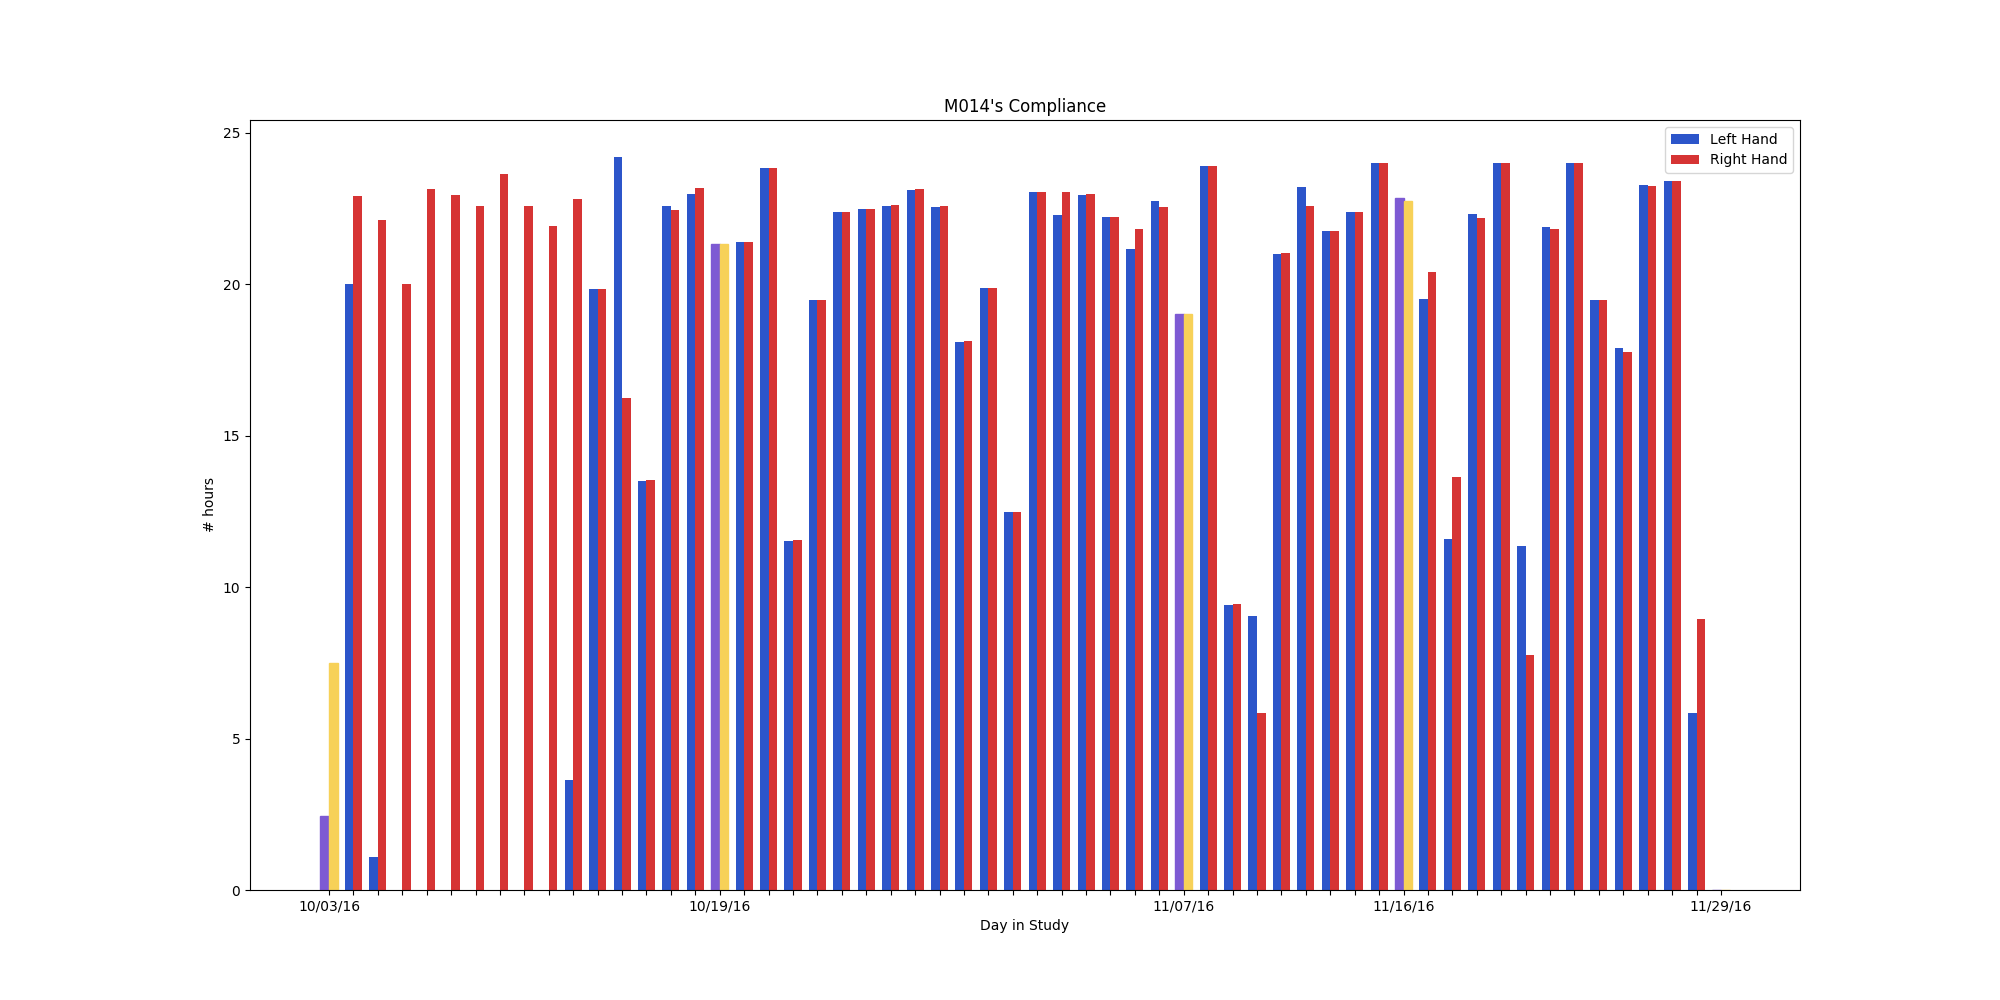 M014's Compliance
Left Hand
Right Hand
25
20
15
10
5
0
# hours
10/03/16
10/19/16
11/07/16
11/16/16
11/29/16
Day in Study